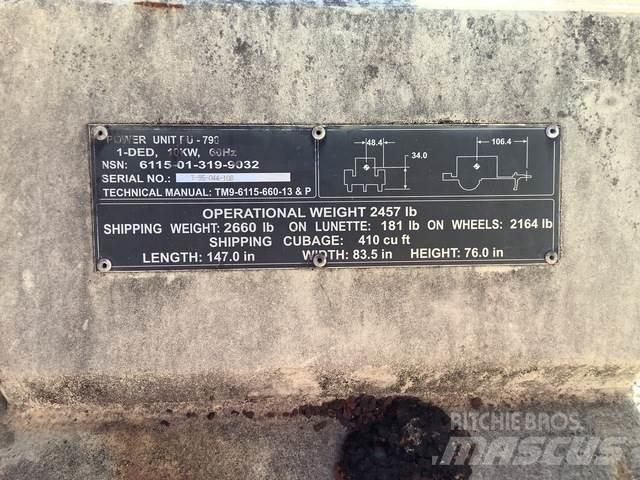 POWER UNIT PU - 798
1-DED, 10KW, 60Hz
NSN: 6115-01-319-9032
SERIAL NO.:
TECHNICAL MANUAL: TM9-6115-660-13 & P
48.4
34.0
106.4
OPERATIONAL WEIGHT 2457 lb
SHIPPING WEIGHT: 2660 lb ON LUNETTE: 181 lb ON WHEELS: 2164 lb
SHIPPING CUBAGE: 410 cu ft
LENGTH: 147.0 in WIDTH: 83.5 in HEIGHT: 76.0 in
RITCHIE BROS.
MASCUS